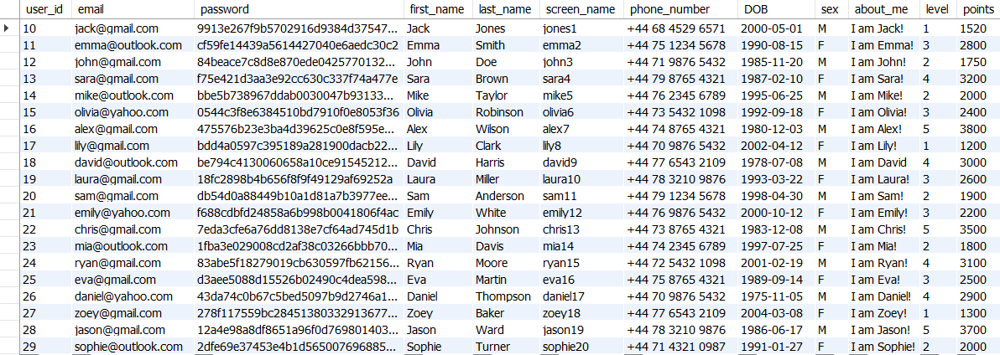 user_id email password first_name last_name screen_name phone_number DOB sex about_me level points
10 jack@gmail.com 9913e267f9b5702916d9384d37547... Jack Jones jones1 +44 68 4529 6571 2000-05-01 M I am Jack! 1 1520
11 emma@outlook.com cf59fe14439a5614427040e6aedc30c2 Emma Smith emma2 +44 75 1234 5678 1990-08-15 F I am Emma! 3 2800
12 john@gmail.com 84beace7c8d8e870ede0425770132... John Doe john3 +44 71 9876 5432 1985-11-20 M I am John! 2 1750
13 sara@gmail.com f75e421d3aa3e92cc630c337f74a477e Sara Brown sara4 +44 79 8765 4321 1987-02-10 F I am Sara! 4 3200
14 mike@outlook.com bbe5b738967ddab0030047b93133... Mike Taylor mike5 +44 76 2345 6789 1995-06-25 M I am Mike! 2 2000
15 olivia@yahoo.com 0544c3f8e6384510bd7910f0e8053f36 Olivia Robinson olivia6 +44 73 5432 1098 1992-09-18 F I am Olivia! 3 2400
16 alex@gmail.com 475576b23e3ba4d39625c0e8f595e... Alex Wilson alex7 +44 74 8765 4321 1980-12-03 M I am Alex! 5 3800
17 lily@gmail.com bdd4a0597c395189a281900dacb22... Lily Clark lily8 +44 70 9876 5432 2002-04-12 F I am Lily! 1 1200
18 david@outlook.com be794c4130060658a10ce91545212... David Harris david9 +44 77 6543 2109 1978-07-08 M I am David 4 3000
19 laura@gmail.com 18fc2898b4b656f8f9f49129af69252a Laura Miller laura10 +44 78 3210 9876 1993-03-22 F I am Laura! 3 2600
20 sam@gmail.com db54d0a88449b10a1d81a7b3977ee... Sam Anderson sam11 +44 79 1234 5678 1998-04-30 M I am Sam! 2 1900
21 emily@yahoo.com f688cdbfd24858a6b998b0041806f4ac Emily White emily12 +44 76 5432 1098 2000-10-12 F I am Emily! 3 2200
22 chris@gmail.com 7eda3cfe6a76dd8138e7cf64ad745d1b Chris Johnson chris13 +44 73 8765 4321 1983-12-08 M I am Chris! 5 3500
23 mia@outlook.com 1fba3e029008cd2af38c03266bbb70... Mia Davis mia14 +44 74 2345 6789 1997-07-25 F I am Mia! 2 1800
24 ryan@gmail.com 83abe5f18279019cb630597fb62156... Ryan Moore ryan15 +44 72 5432 1098 2001-02-19 M I am Ryan! 4 3100
25 eva@gmail.com d3aee5088d15526b02490c4dea598... Eva Martin eva16 +44 75 8765 4321 1989-09-14 F I am Eva! 3 2500
26 daniel@yahoo.com 43da74c0b67c5bed5097b9d2746a1... Daniel Thompson daniel17 +44 70 9876 5432 1975-11-05 M I am Daniel! 4 2900
27 zoey@gmail.com 278f117559bc28451380332913677... Zoey Baker zoey18 +44 77 6543 2109 2004-03-08 F I am Zoey! 1 1300
28 jason@gmail.com 12a4e98a8df8651a96f0d769801403... Jason Ward jason19 +44 78 3210 9876 1986-06-17 M I am Jason! 5 3700
29 sophie@outlook.com 2dfe69e37453e4b1d565007696885... Sophie Turner sophie20 +44 71 4321 0987 1991-01-27 F I am Sophie! 2 2000